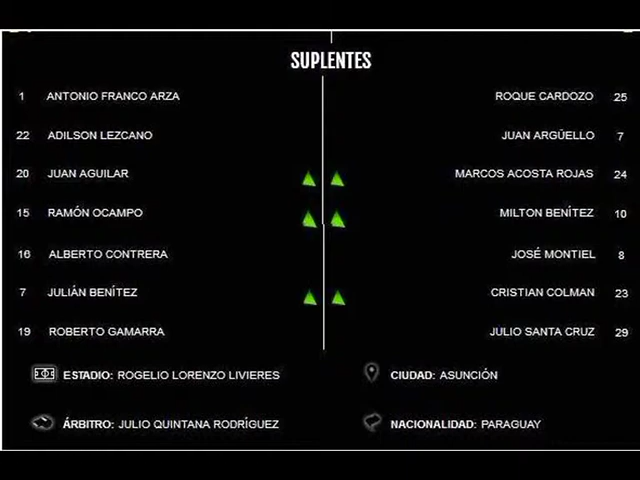 SUPLENTES
1 ANTONIO FRANCO ARZA ROQUE CARDOZO 25
22 ADILSON LEZCANO JUAN ARGÜELLO 7
20 JUAN AGUILAR MARCOS ACOSTA ROJAS 24
15 RAMÓN OCAMPO MILTON BENÍTEZ 10
16 ALBERTO CONTRERA JOSÉ MONTIEL 8
7 JULIÁN BENÍTEZ CRISTIAN COLMAN 23
19 ROBERTO GAMARRA JULIO SANTA CRUZ 29
ESTADIO: ROGELIO LORENZO LIVIERES CIUDAD: ASUNCIÓN
ÁRBITRO: JULIO QUINTANA RODRÍGUEZ NACIONALIDAD: PARAGUAY